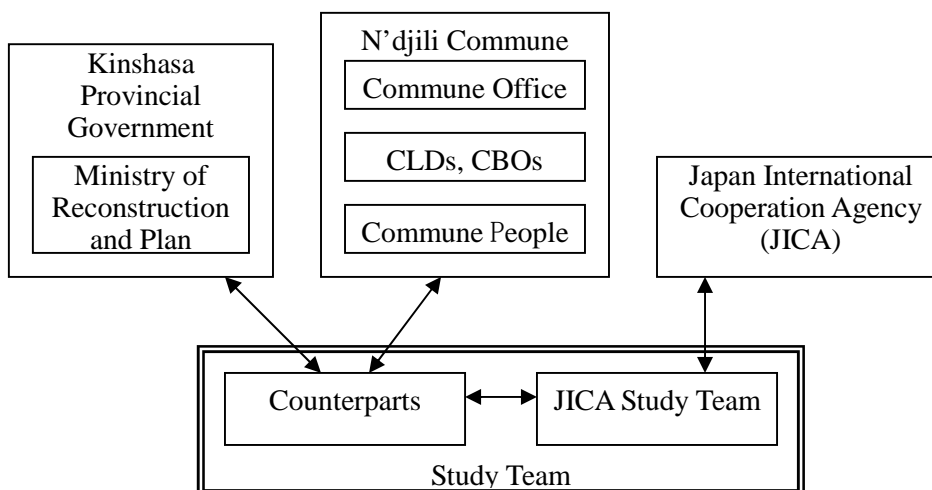 Kinshasa
Provincial
Government
Ministry of
Reconstruction
and Plan
N’djili Commune
Commune Office
CLDs, CBOs
Commune People
Japan International
Cooperation Agency
(JICA)
Counterparts
JICA Study Team
Study Team